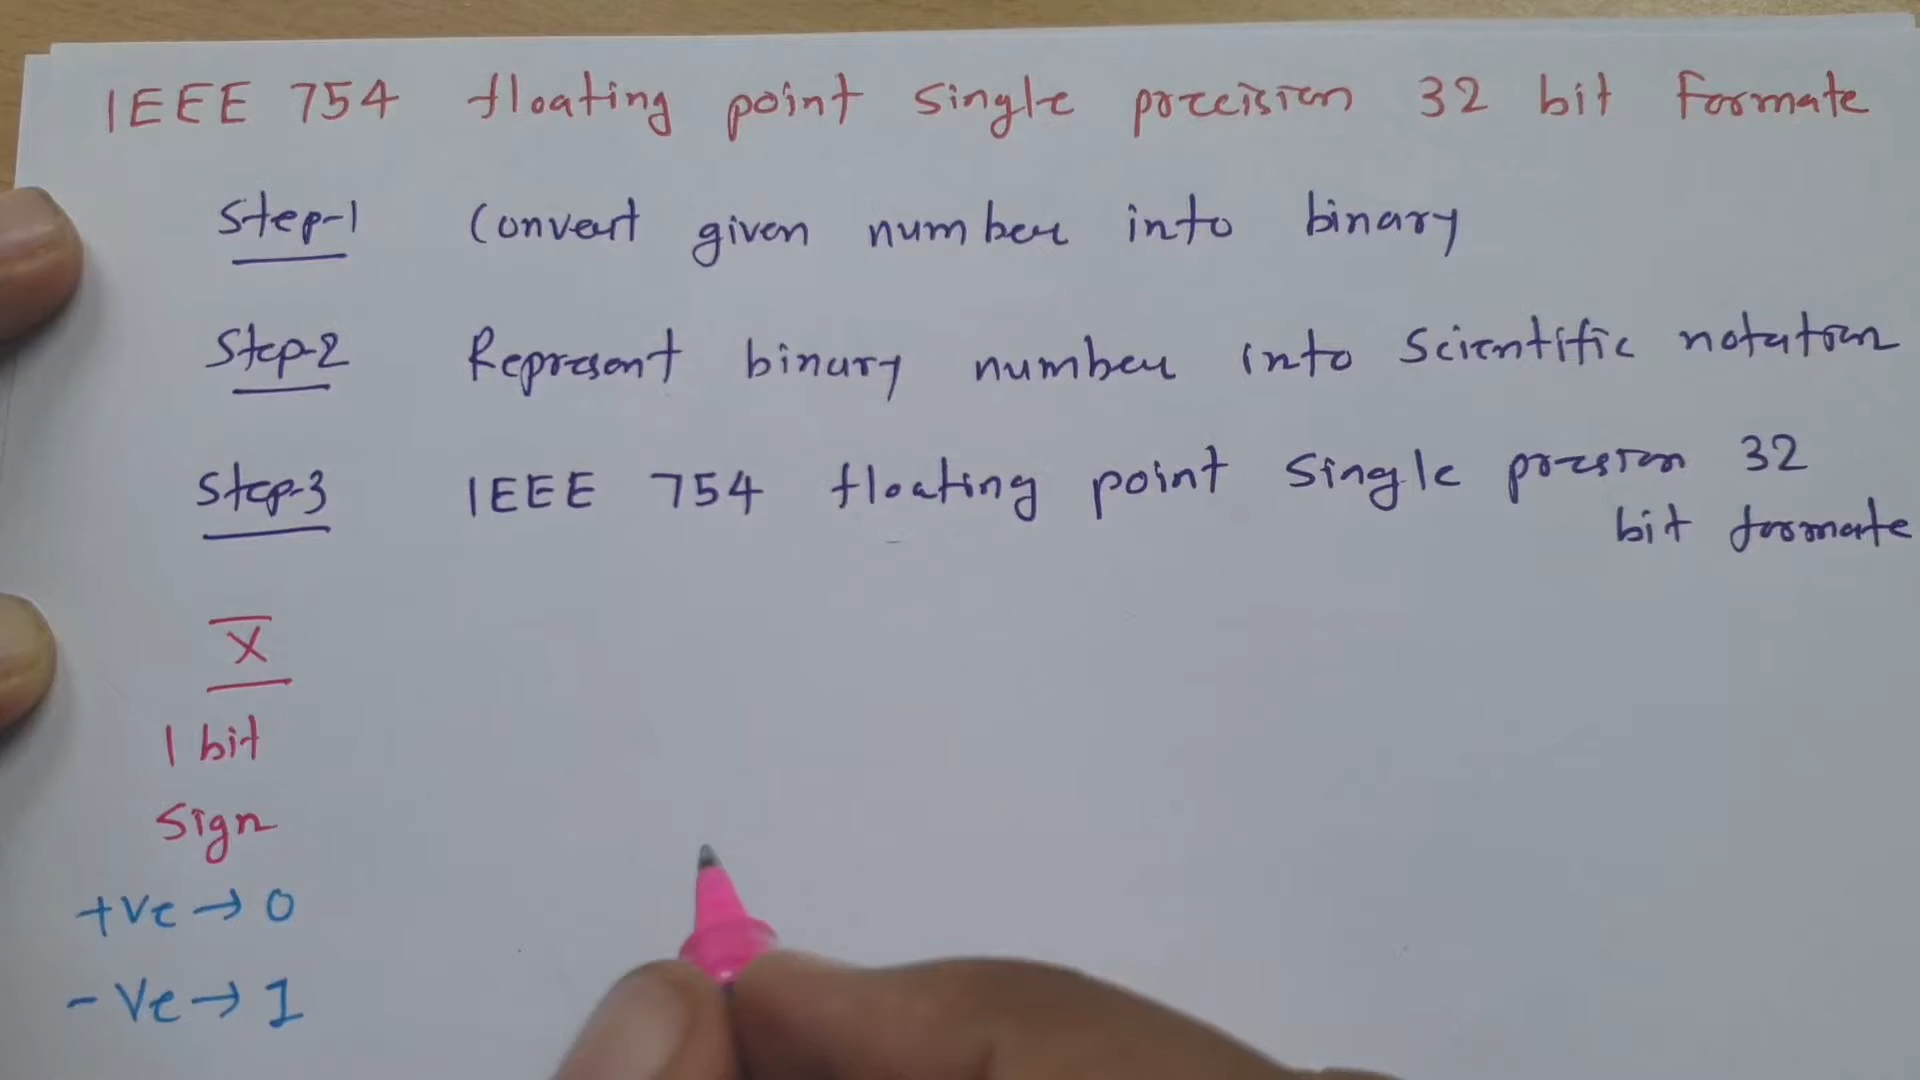 IEEE 754 floating point single precision 32 bit Formate
Step-1 Convert given number into binary
Step-2 Represent binary number into Scientific notation
Step-3 IEEE 754 floating point Single presion 32
bit formate
X
1 bit
Sign
+ve → 0
-ve → 1